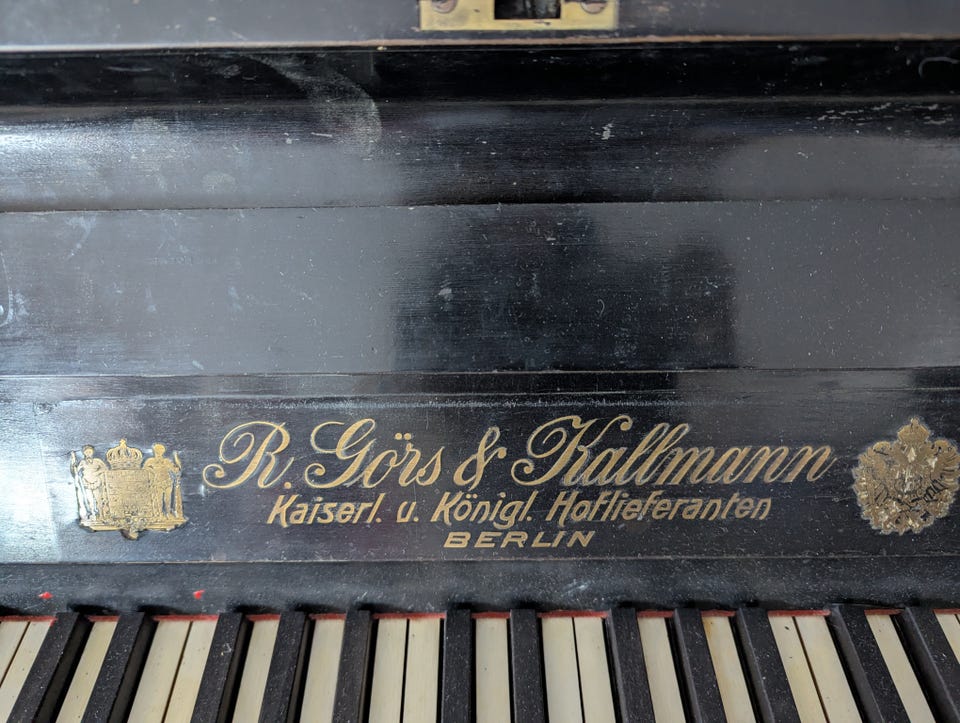 R. Görs & Kallmann
Kaiserl. u. Königl. Hoflieferanten
BERLIN